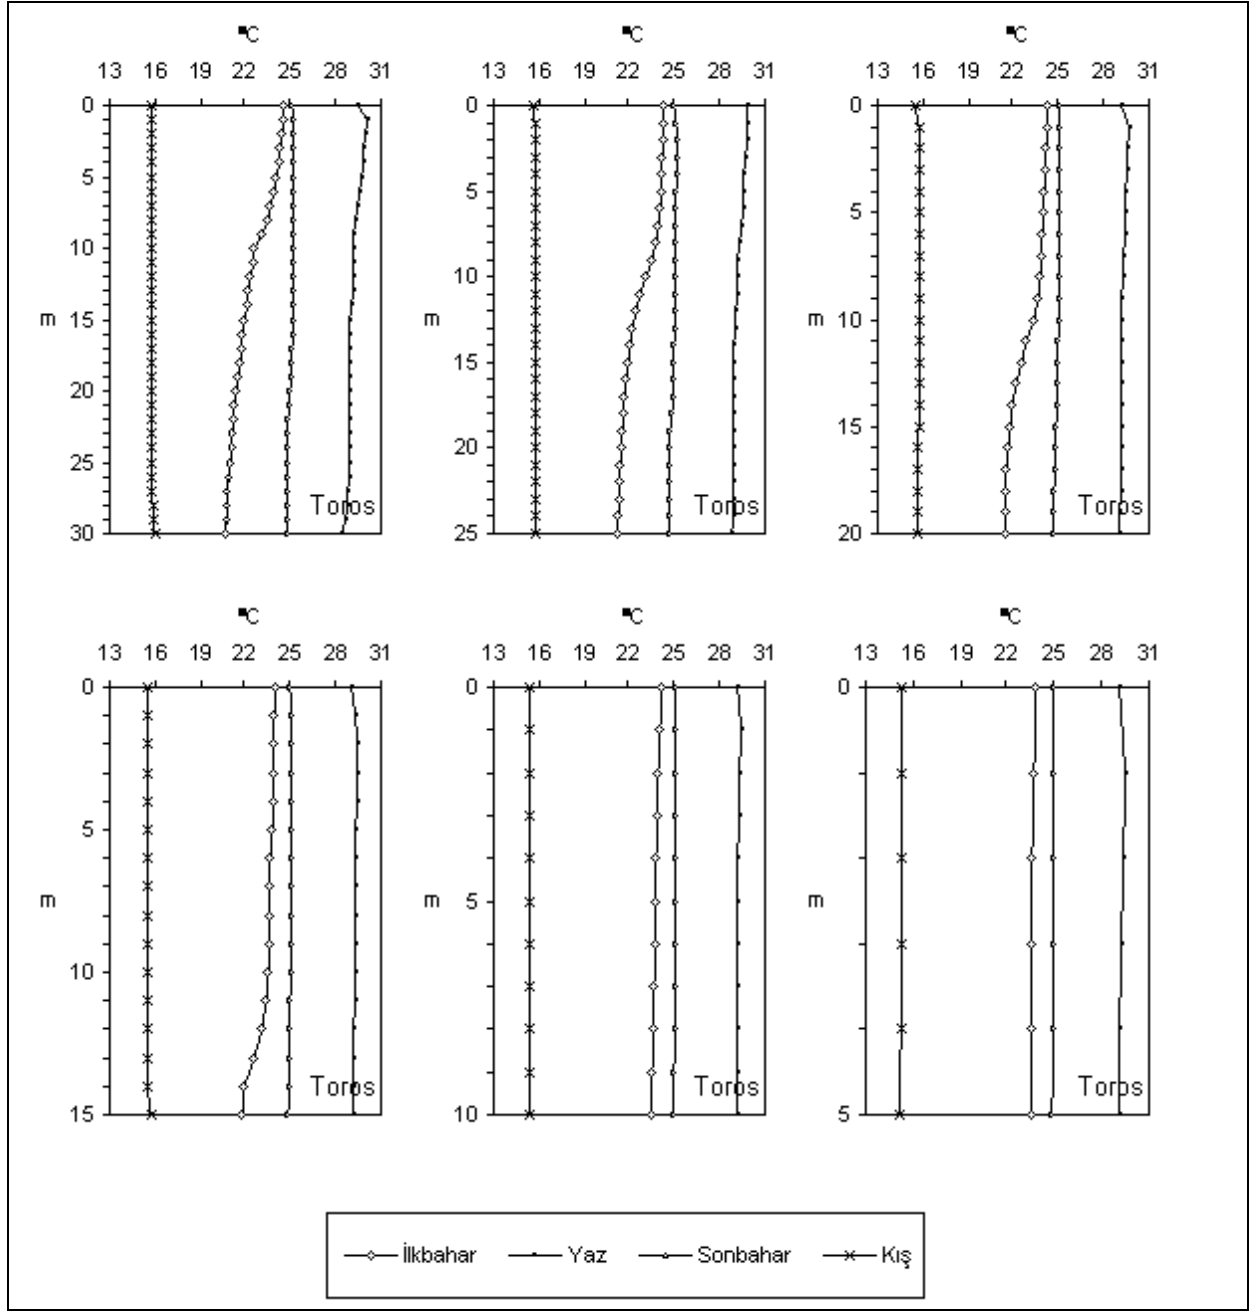 °C °C °C
13 16 19 22 25 28 31 13 16 19 22 25 28 31 13 16 19 22 25 28 31
0 0 0
5 5
5
10 10
m 15 m m 10
15
20
15
25 20
Toros Toros Toros
30 25 20
°C °C °C
13 16 19 22 25 28 31 13 16 19 22 25 28 31 13 16 19 22 25 28 31
0 0 0
5
m m 5 m
10
Toros Toros Toros
15 10 5
İlkbahar Yaz Sonbahar Kış